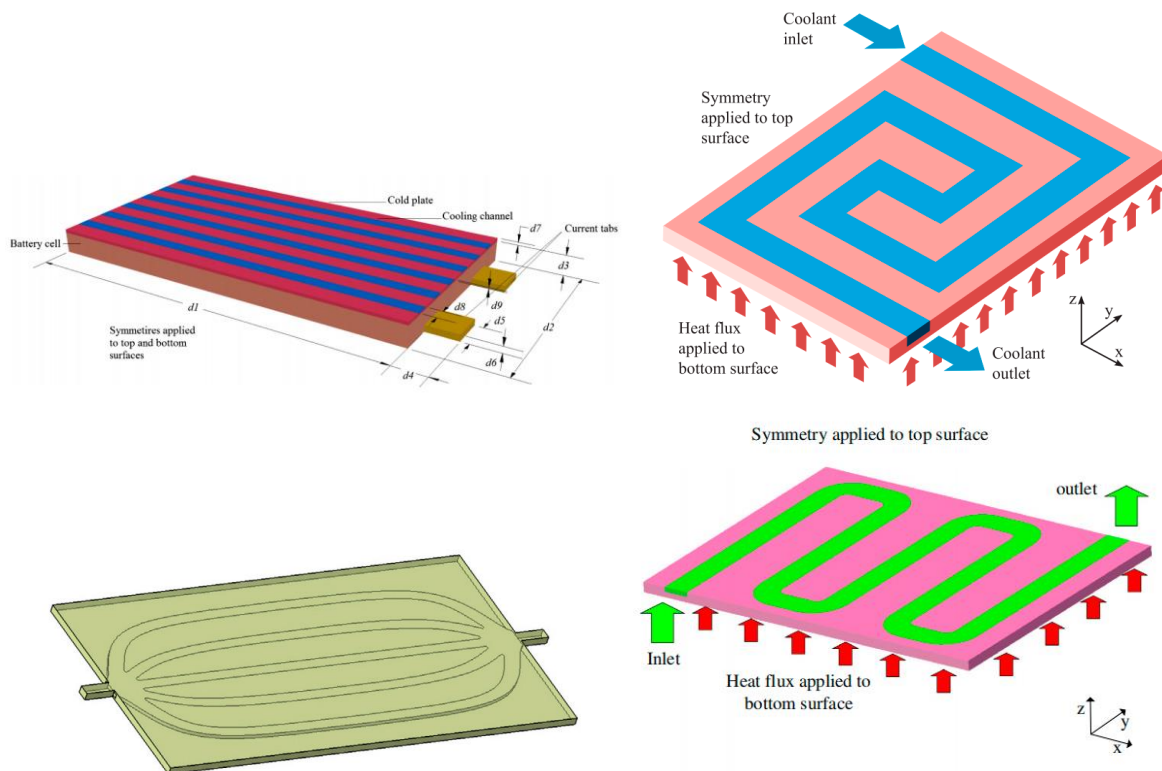 Cold plate
Cooling channel
Current tabs
Battery cell
d7
d3
d1
d8
d9
d5
d2
d6
d4
Symmetires applied
to top and bottom
surfaces
Coolant
inlet
Symmetry
applied to top
surface
Heat flux
applied to
bottom surface
Coolant
outlet
z
y
x
Symmetry applied to top surface
outlet
Inlet
Heat flux applied to
bottom surface
z
y
x